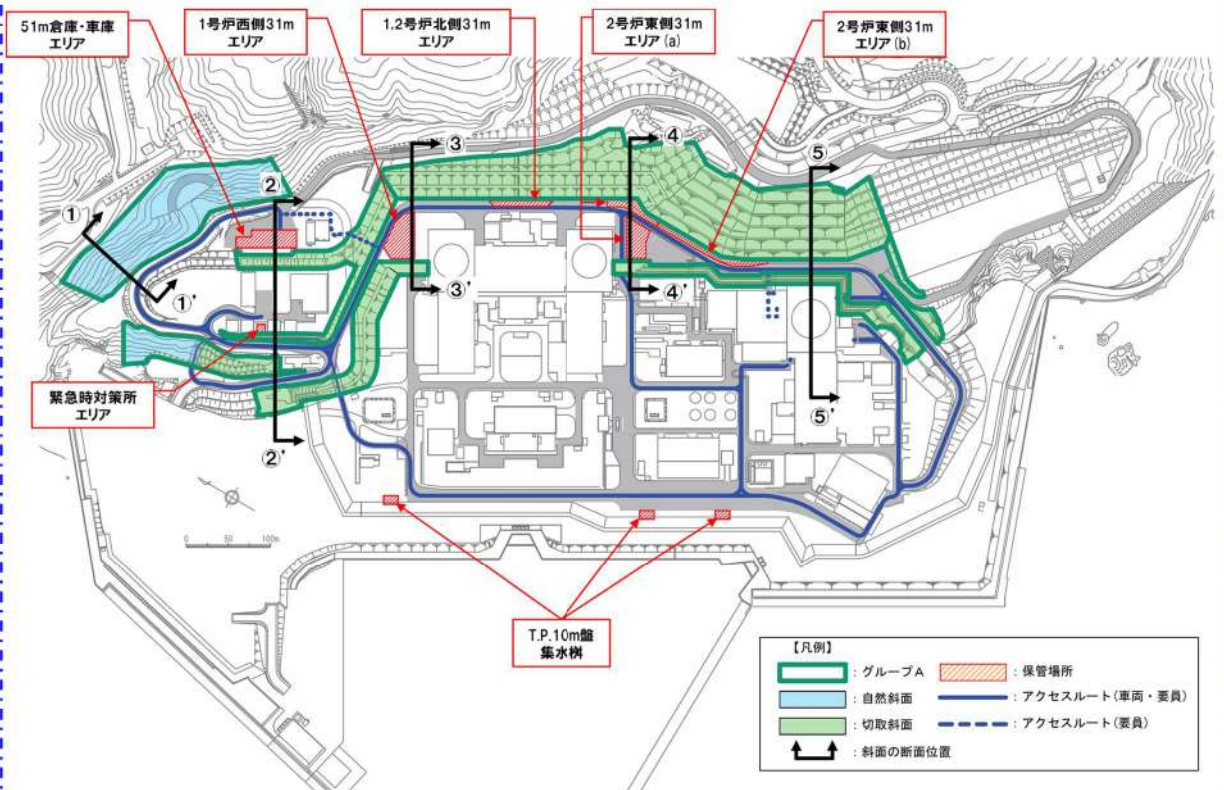 51m倉庫・車庫
エリア
1号炉西側31m
エリア
1,2号炉北側31m
エリア
2号炉東側31m
エリア(a)
2号炉東側31m
エリア(b)
①
①'
②
②'
③
③'
④
④'
⑤
⑤'
緊急時対策所
エリア
0 50 100m
T.P.10m盤
集水桝
【凡例】
:グループA
:自然斜面
:切取斜面
:斜面の断面位置
:保管場所
:アクセスルート(車両・要員)
:アクセスルート(要員)